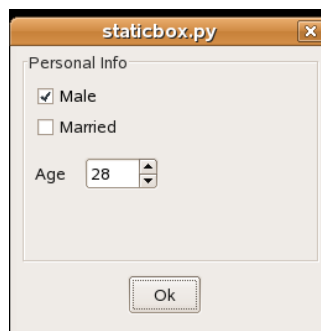 staticbox.py
Personal Info
Male
Married
Age 28
Ok